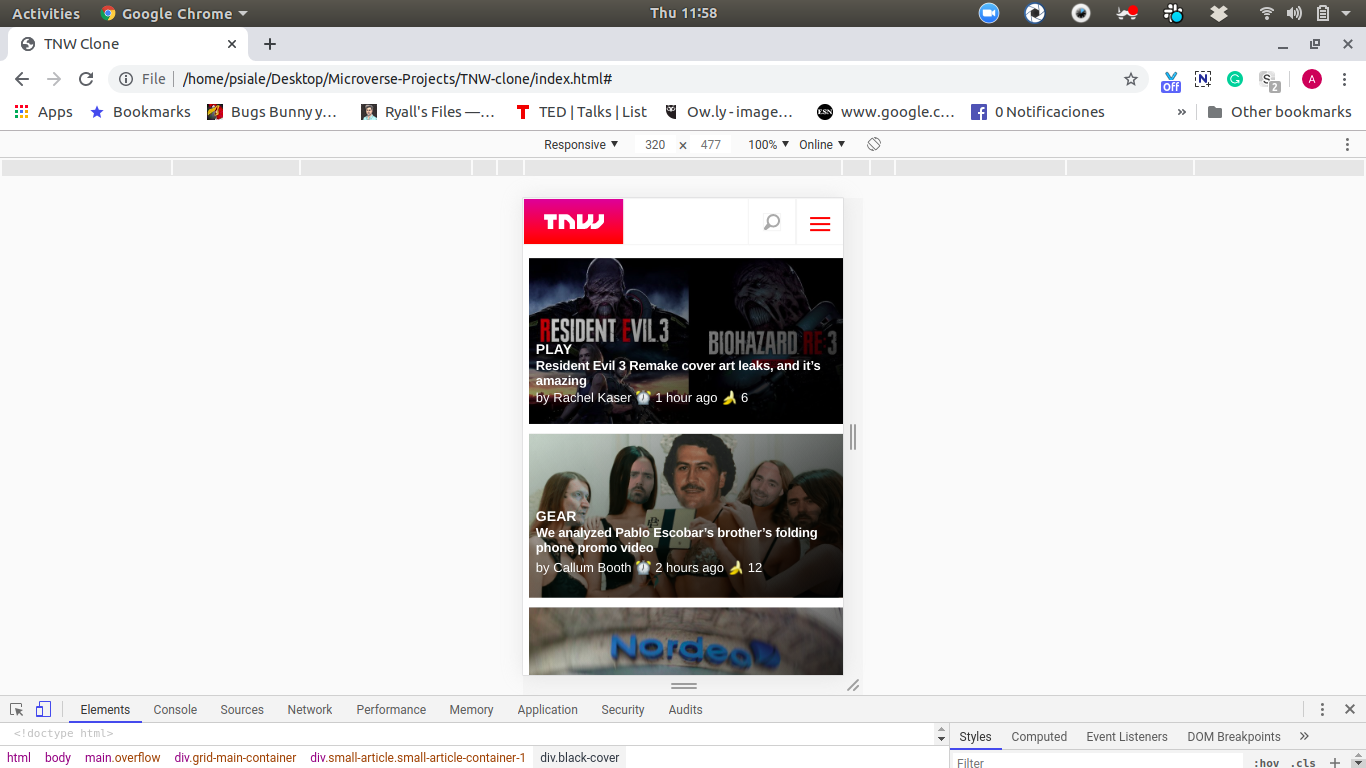 Activities Google Chrome Thu 11:58
TNW Clone
File /home/psiale/Desktop/Microverse-Projects/TNW-clone/index.html# Off S 2 A
Apps Bookmarks Bugs Bunny y… Ryall's Files —… TED | Talks | List Ow.ly - image… ESN www.google.c… 0 Notificaciones » Other bookmarks
Responsive 320 × 477 100% Online
TNW
RESIDENT EVIL 3 BIOHAZARD RE 3
PLAY
Resident Evil 3 Remake cover art leaks, and it’s
amazing
by Rachel Kaser ⏰ 1 hour ago 🍌 6
GEAR
We analyzed Pablo Escobar’s brother’s folding
phone promo video
by Callum Booth ⏰ 2 hours ago 🍌 12
Nordea
Elements Console Sources Network Performance Memory Application Security Audits
<!doctype html> Styles Computed Event Listeners DOM Breakpoints »
html body main.overflow div.grid-main-container div.small-article.small-article-container-1 div.black-cover Filter :hov .cls +